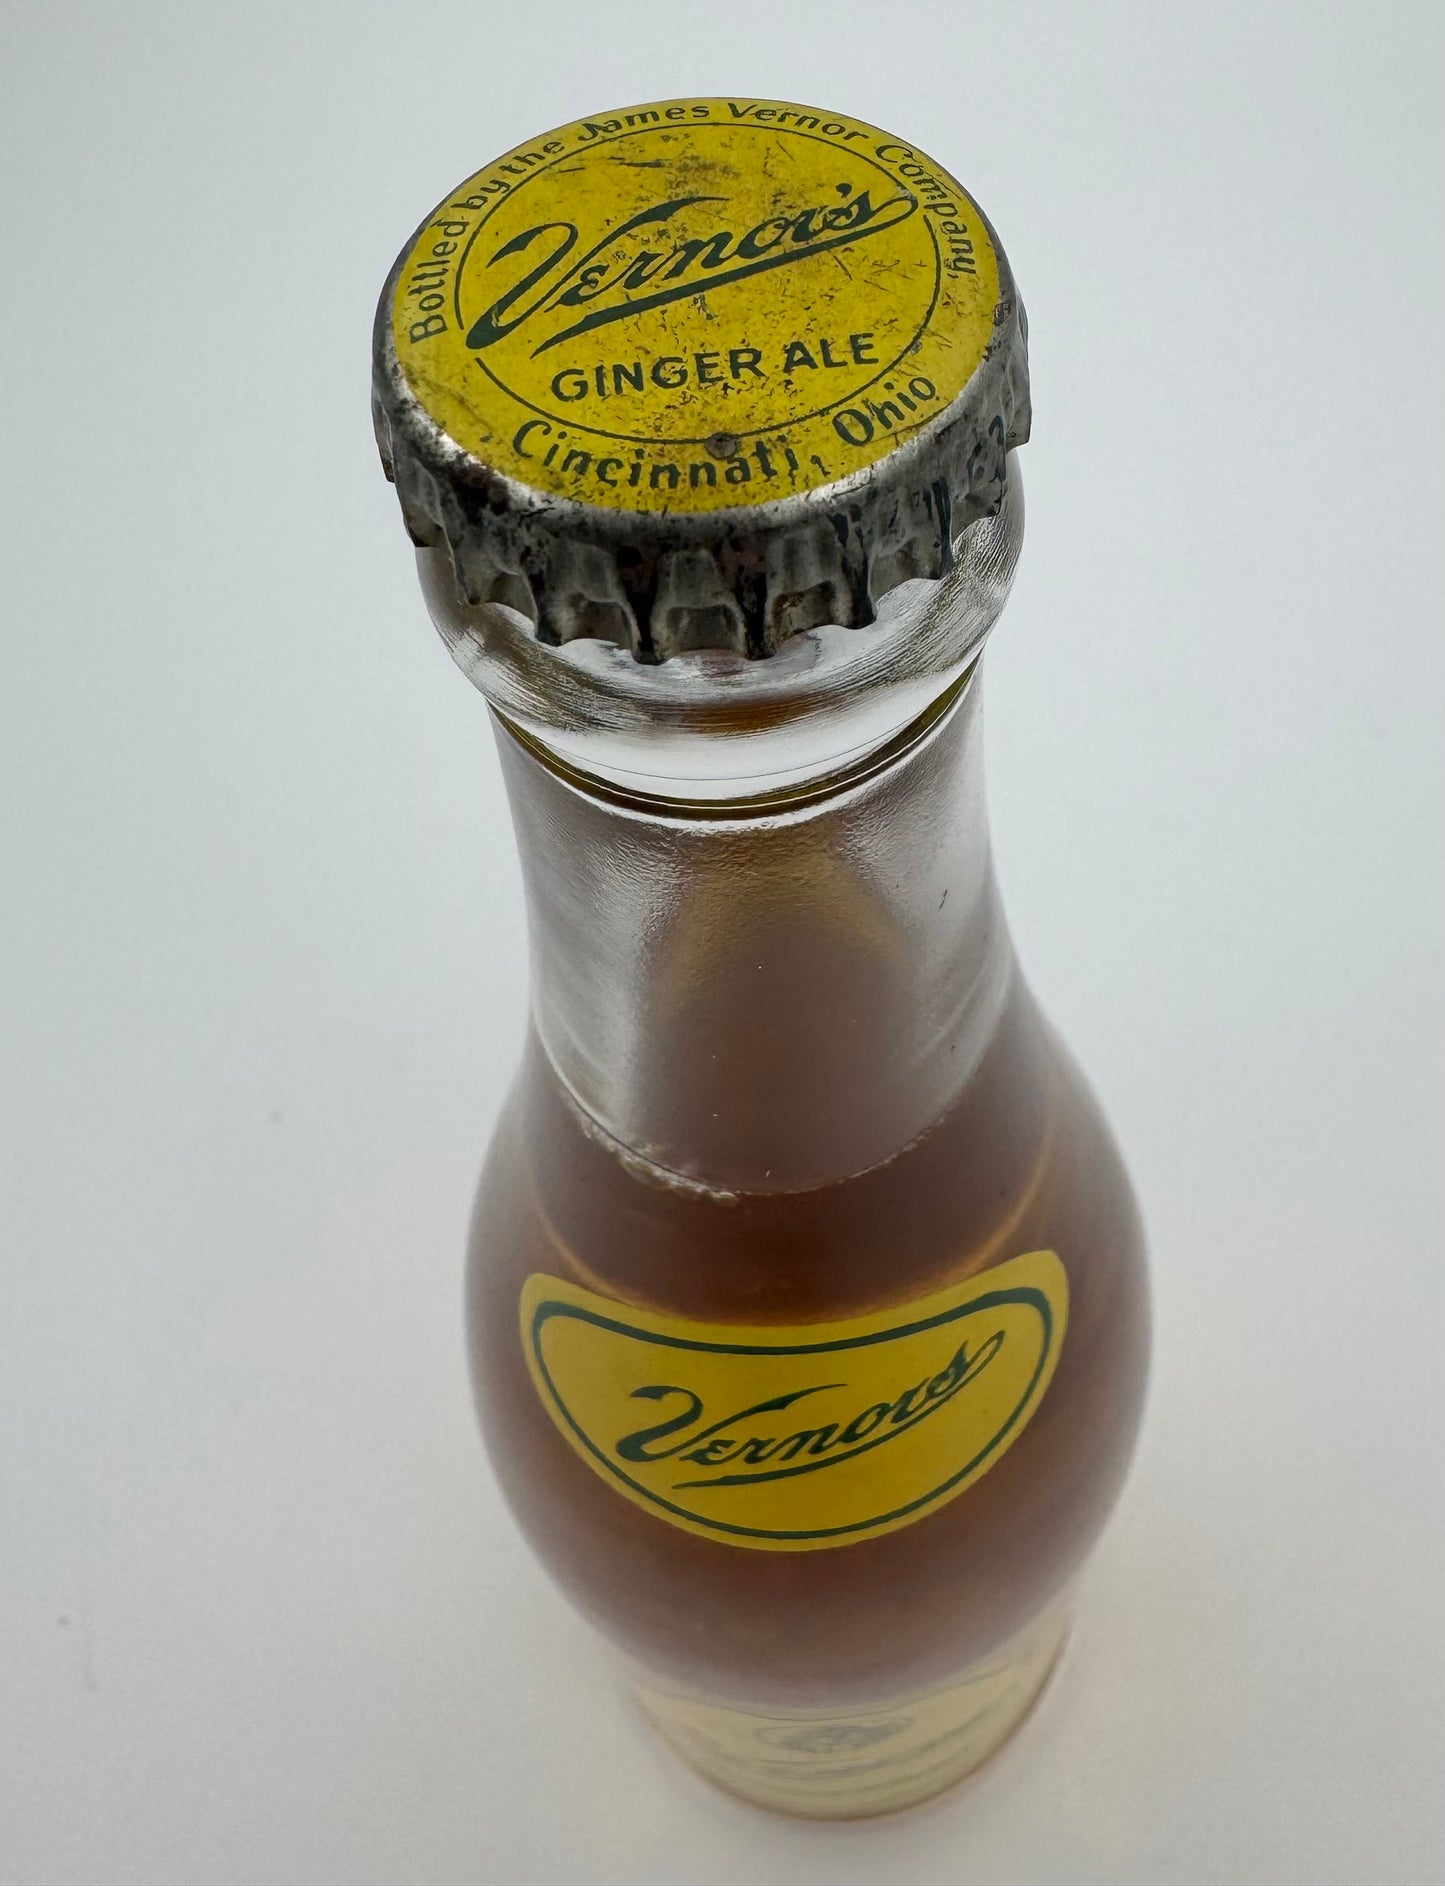 Bottled by the James Vernor Company,
Vernor's
GINGER ALE
Cincinnati, Ohio
Vernor's